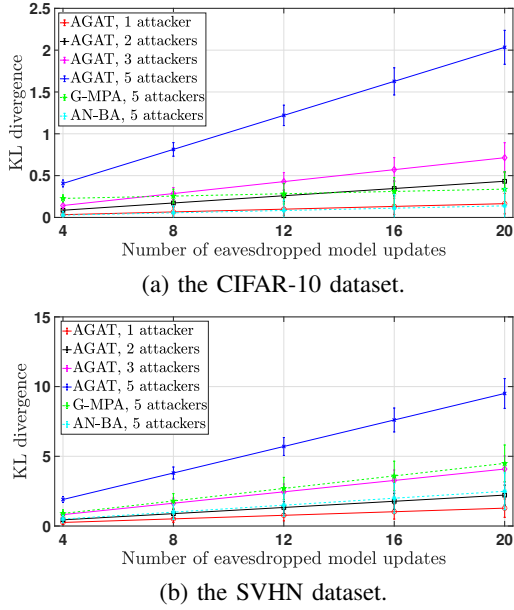 2.5
2
1.5
1
0.5
0
KL divergence
AGAT, 1 attacker
AGAT, 2 attackers
AGAT, 3 attackers
AGAT, 5 attackers
G-MPA, 5 attackers
AN-BA, 5 attackers
4 8 12 16 20
Number of eavesdropped model updates
(a) the CIFAR-10 dataset.
15
10
5
0
KL divergence
AGAT, 1 attacker
AGAT, 2 attackers
AGAT, 3 attackers
AGAT, 5 attackers
G-MPA, 5 attackers
AN-BA, 5 attackers
4 8 12 16 20
Number of eavesdropped model updates
(b) the SVHN dataset.